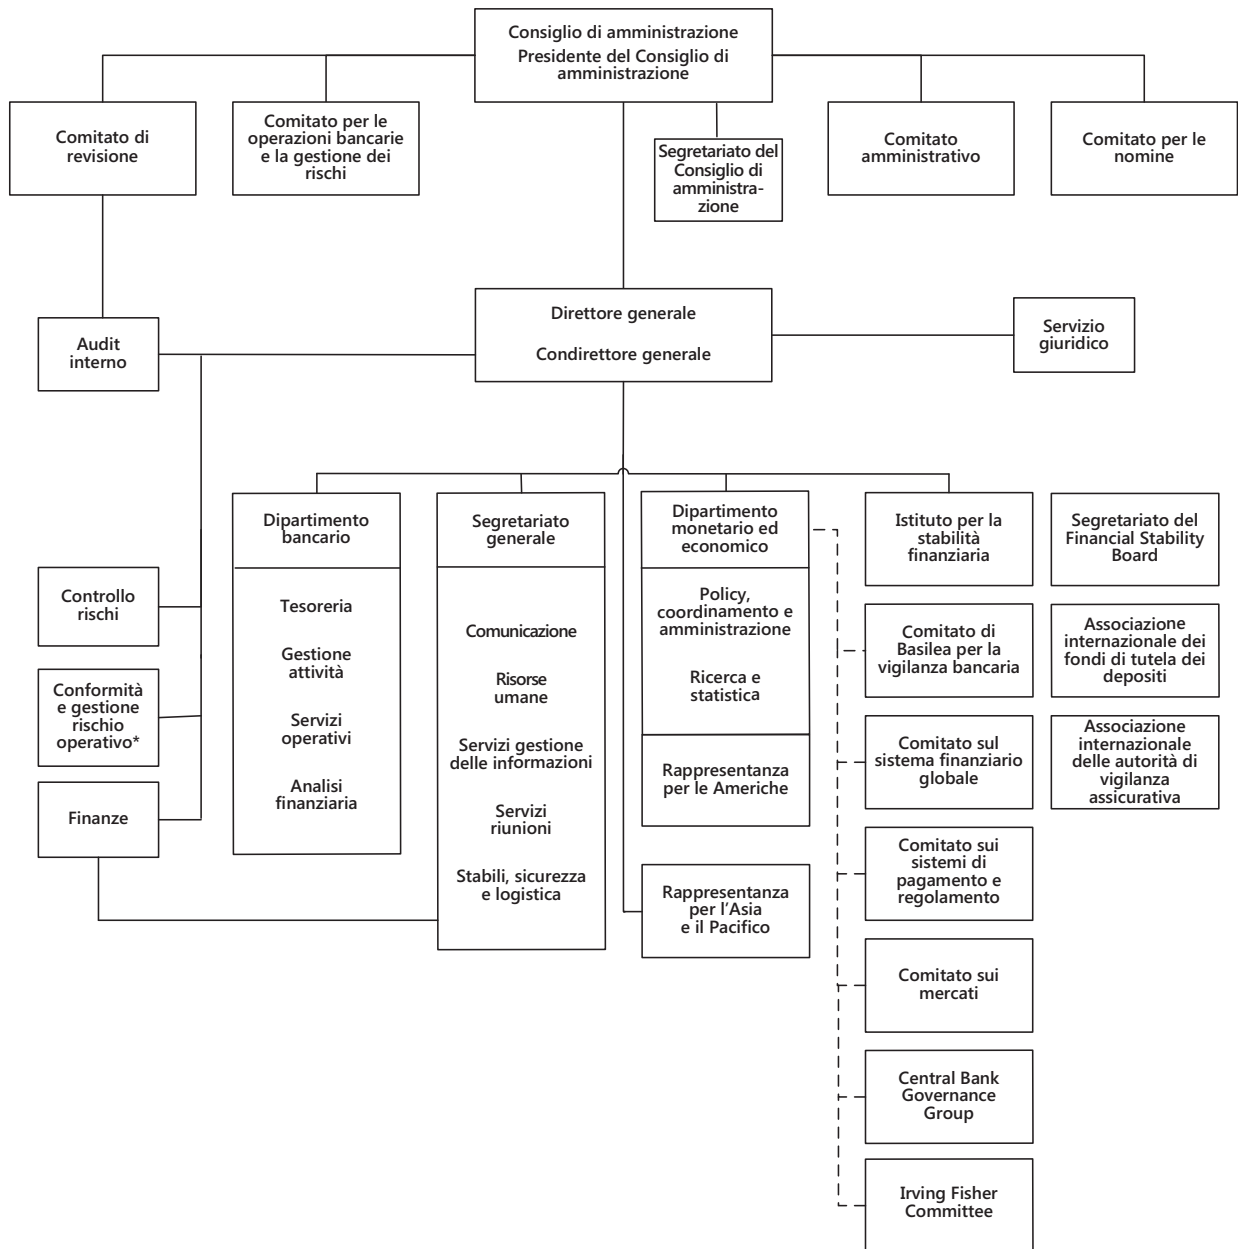 Consiglio di amministrazione
Presidente del Consiglio di
amministrazione
Comitato di
revisione
Comitato per le
operazioni bancarie
e la gestione dei
rischi
Segretariato del
Consiglio di
amministra-
zione
Comitato
amministrativo
Comitato per le
nomine
Audit
interno
Direttore generale
Condirettore generale
Servizio
giuridico
Dipartimento
bancario
Tesoreria
Gestione
attività
Servizi
operativi
Analisi
finanziaria
Segretariato
generale
Comunicazione
Risorse
umane
Servizi gestione
delle informazioni
Servizi
riunioni
Stabili, sicurezza
e logistica
Dipartimento
monetario ed
economico
Policy,
coordinamento e
amministrazione
Ricerca e
statistica
Rappresentanza
per le Americhe
Rappresentanza
per l'Asia
e il Pacifico
Istituto per la
stabilità
finanziaria
Segretariato del
Financial Stability
Board
Controllo
rischi
Conformità
e gestione
rischio
operativo*
Finanze
Comitato di
Basilea per la
vigilanza bancaria
Associazione
internazionale dei
fondi di tutela dei
depositi
Comitato sul
sistema finanziario
globale
Associazione
internazionale
delle autorità di
vigilanza
assicurativa
Comitato sui
sistemi di
pagamento e
regolamento
Comitato sui
mercati
Central Bank
Governance
Group
Irving Fisher
Committee